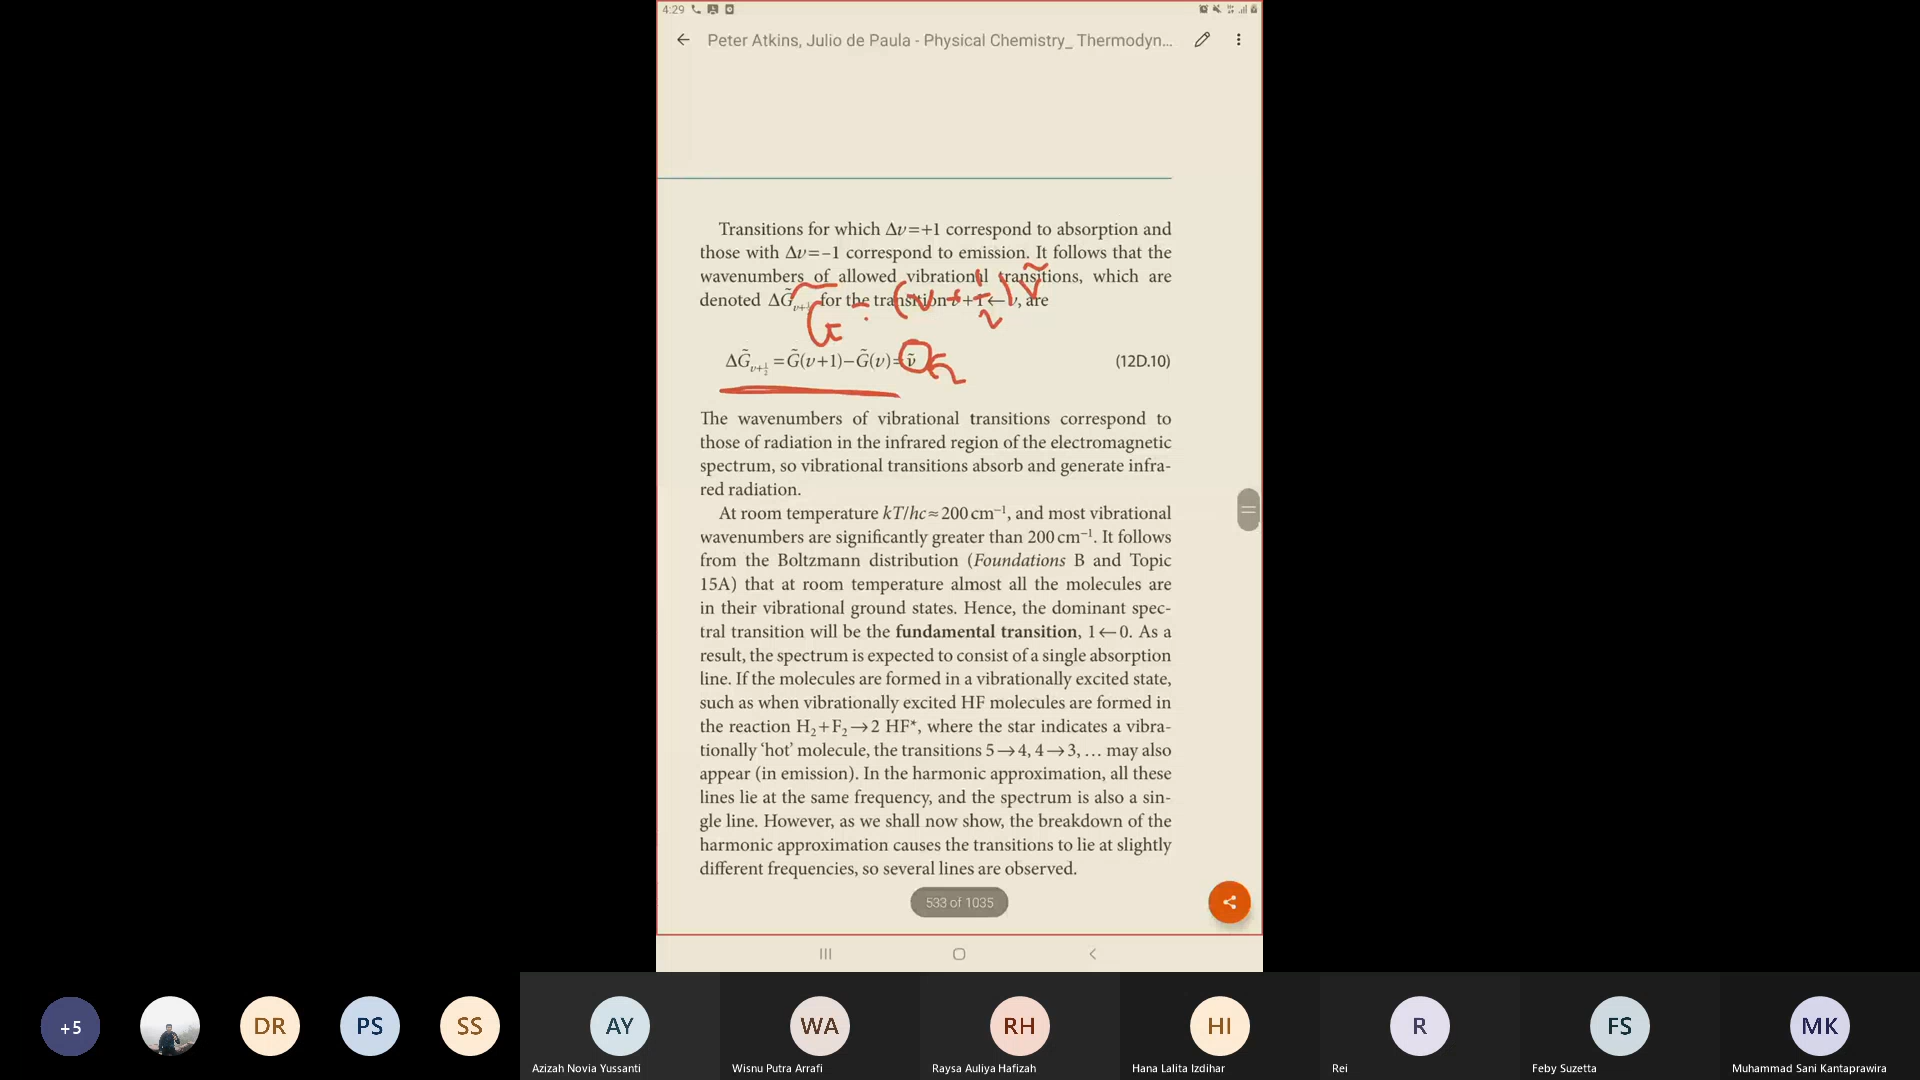 4:29
Peter Atkins, Julio de Paula - Physical Chemistry_ Thermodyn...
Transitions for which Δν=+1 correspond to absorption and
those with Δν=–1 correspond to emission. It follows that the
wavenumbers of allowed vibrational transitions, which are
denoted ΔG̃ᵥ₊½ for the transition ν+1←ν, are
G̃ = (ν + 1/2) ν̃
ΔG̃ᵥ₊½ =G̃(ν+1)−G̃(ν)=ν̃ (12D.10)
The wavenumbers of vibrational transitions correspond to
those of radiation in the infrared region of the electromagnetic
spectrum, so vibrational transitions absorb and generate infra-
red radiation.
At room temperature kT/hc≈200 cm⁻¹, and most vibrational
wavenumbers are significantly greater than 200 cm⁻¹. It follows
from the Boltzmann distribution (Foundations B and Topic
15A) that at room temperature almost all the molecules are
in their vibrational ground states. Hence, the dominant spec-
tral transition will be the fundamental transition, 1←0. As a
result, the spectrum is expected to consist of a single absorption
line. If the molecules are formed in a vibrationally excited state,
such as when vibrationally excited HF molecules are formed in
the reaction H₂+F₂→2 HF*, where the star indicates a vibra-
tionally ‘hot’ molecule, the transitions 5→4, 4→3, … may also
appear (in emission). In the harmonic approximation, all these
lines lie at the same frequency, and the spectrum is also a sin-
gle line. However, as we shall now show, the breakdown of the
harmonic approximation causes the transitions to lie at slightly
different frequencies, so several lines are observed.
533 of 1035
+5
DR
PS
SS
AY
WA
RH
HI
R
FS
MK
Azizah Novia Yussanti
Wisnu Putra Arrafi
Raysa Auliya Hafizah
Hana Lalita Izdihar
Rei
Feby Suzetta
Muhammad Sani Kantaprawira